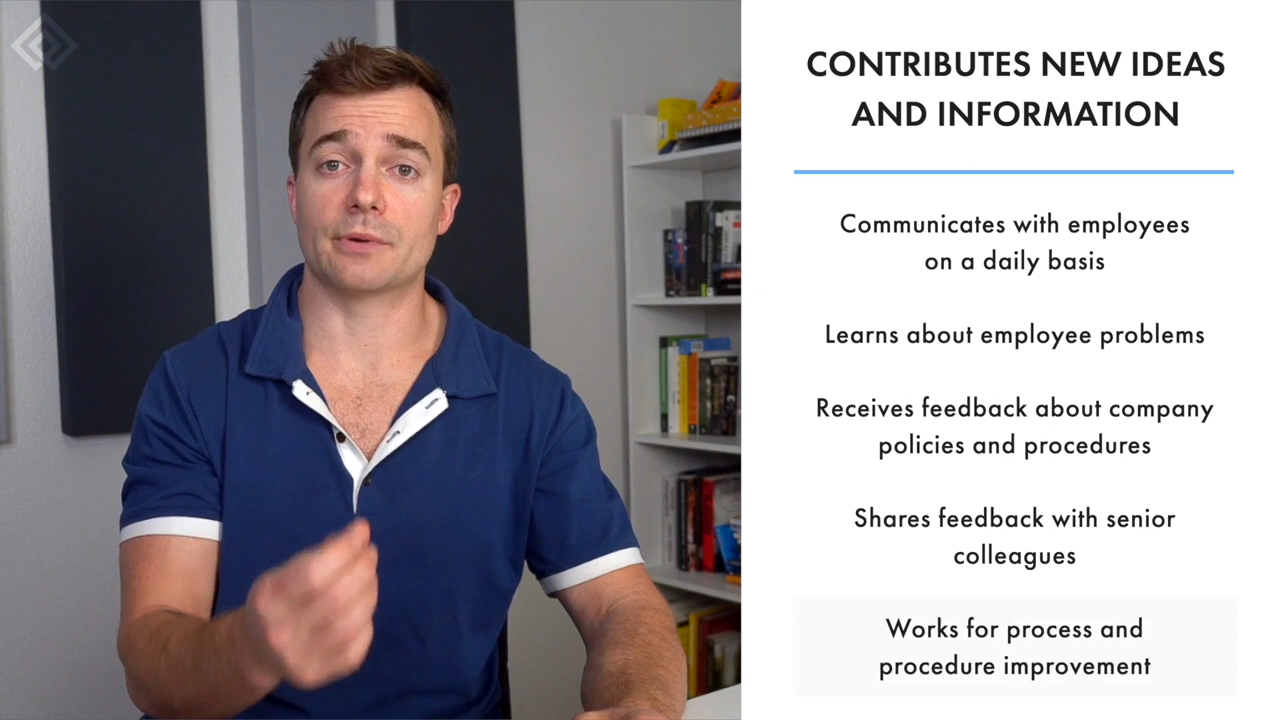 CONTRIBUTES NEW IDEAS
AND INFORMATION
Communicates with employees
on a daily basis
Learns about employee problems
Receives feedback about company
policies and procedures
Shares feedback with senior
colleagues
Works for process and
procedure improvement